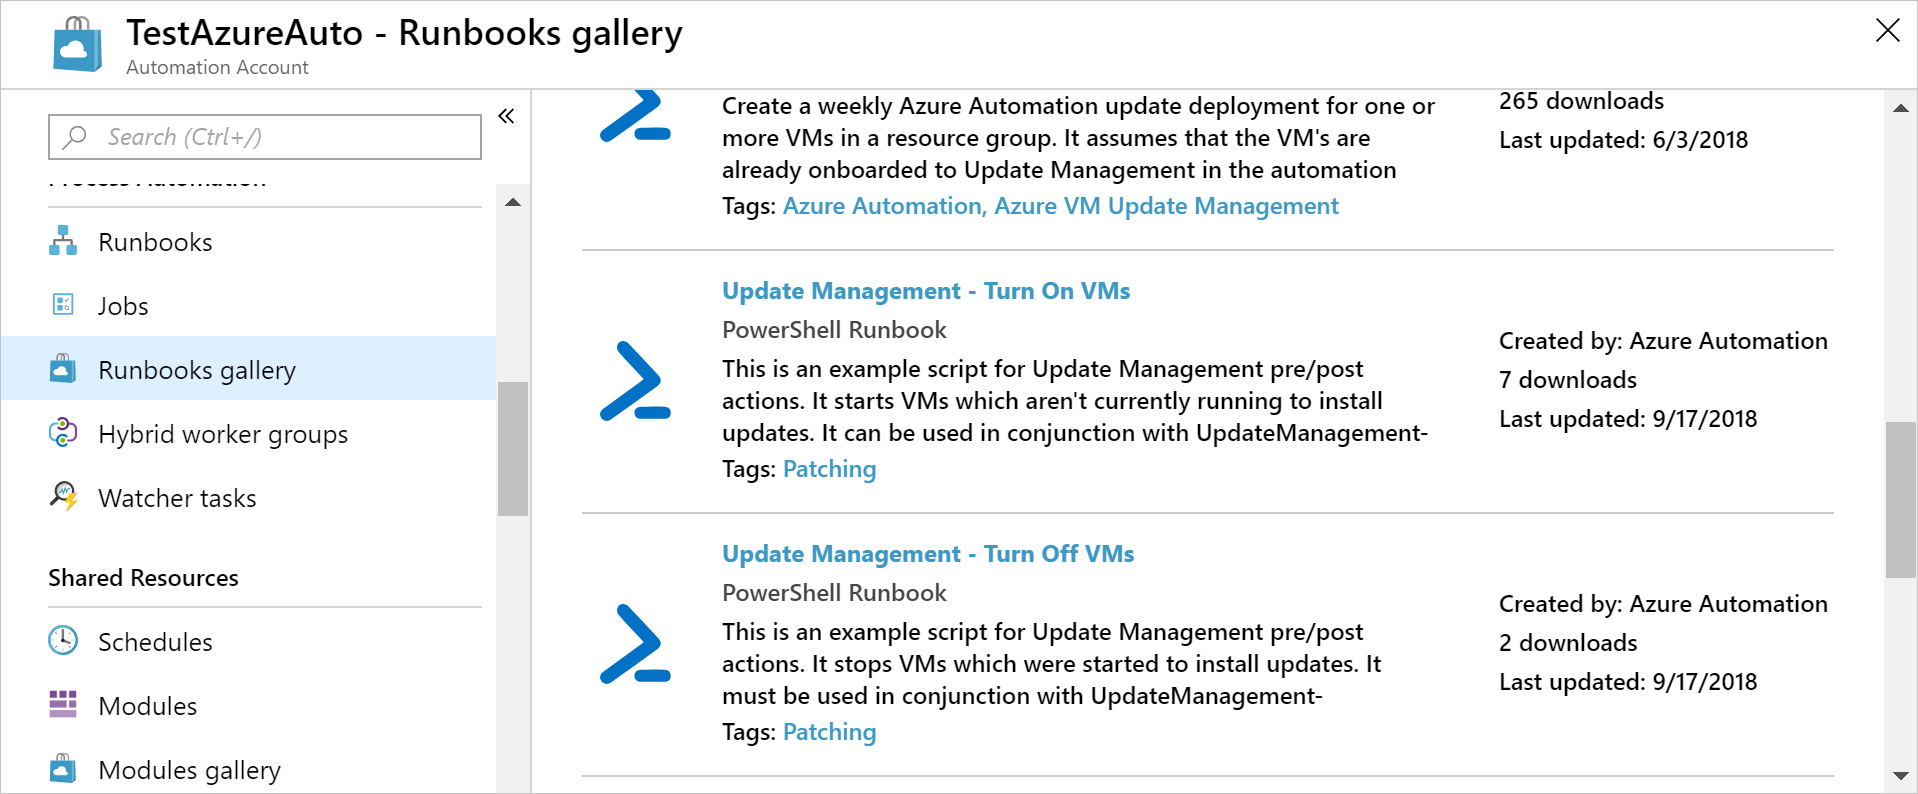 TestAzureAuto - Runbooks gallery
Automation Account
Search (Ctrl+/)
Process Automation
Runbooks
Jobs
Runbooks gallery
Hybrid worker groups
Watcher tasks
Shared Resources
Schedules
Modules
Modules gallery
Create a weekly Azure Automation update deployment for one or
more VMs in a resource group. It assumes that the VM's are
already onboarded to Update Management in the automation
Tags: Azure Automation, Azure VM Update Management
265 downloads
Last updated: 6/3/2018
Update Management - Turn On VMs
PowerShell Runbook
This is an example script for Update Management pre/post
actions. It starts VMs which aren't currently running to install
updates. It can be used in conjunction with UpdateManagement-
Tags: Patching
Created by: Azure Automation
7 downloads
Last updated: 9/17/2018
Update Management - Turn Off VMs
PowerShell Runbook
This is an example script for Update Management pre/post
actions. It stops VMs which were started to install updates. It
must be used in conjunction with UpdateManagement-
Tags: Patching
Created by: Azure Automation
2 downloads
Last updated: 9/17/2018